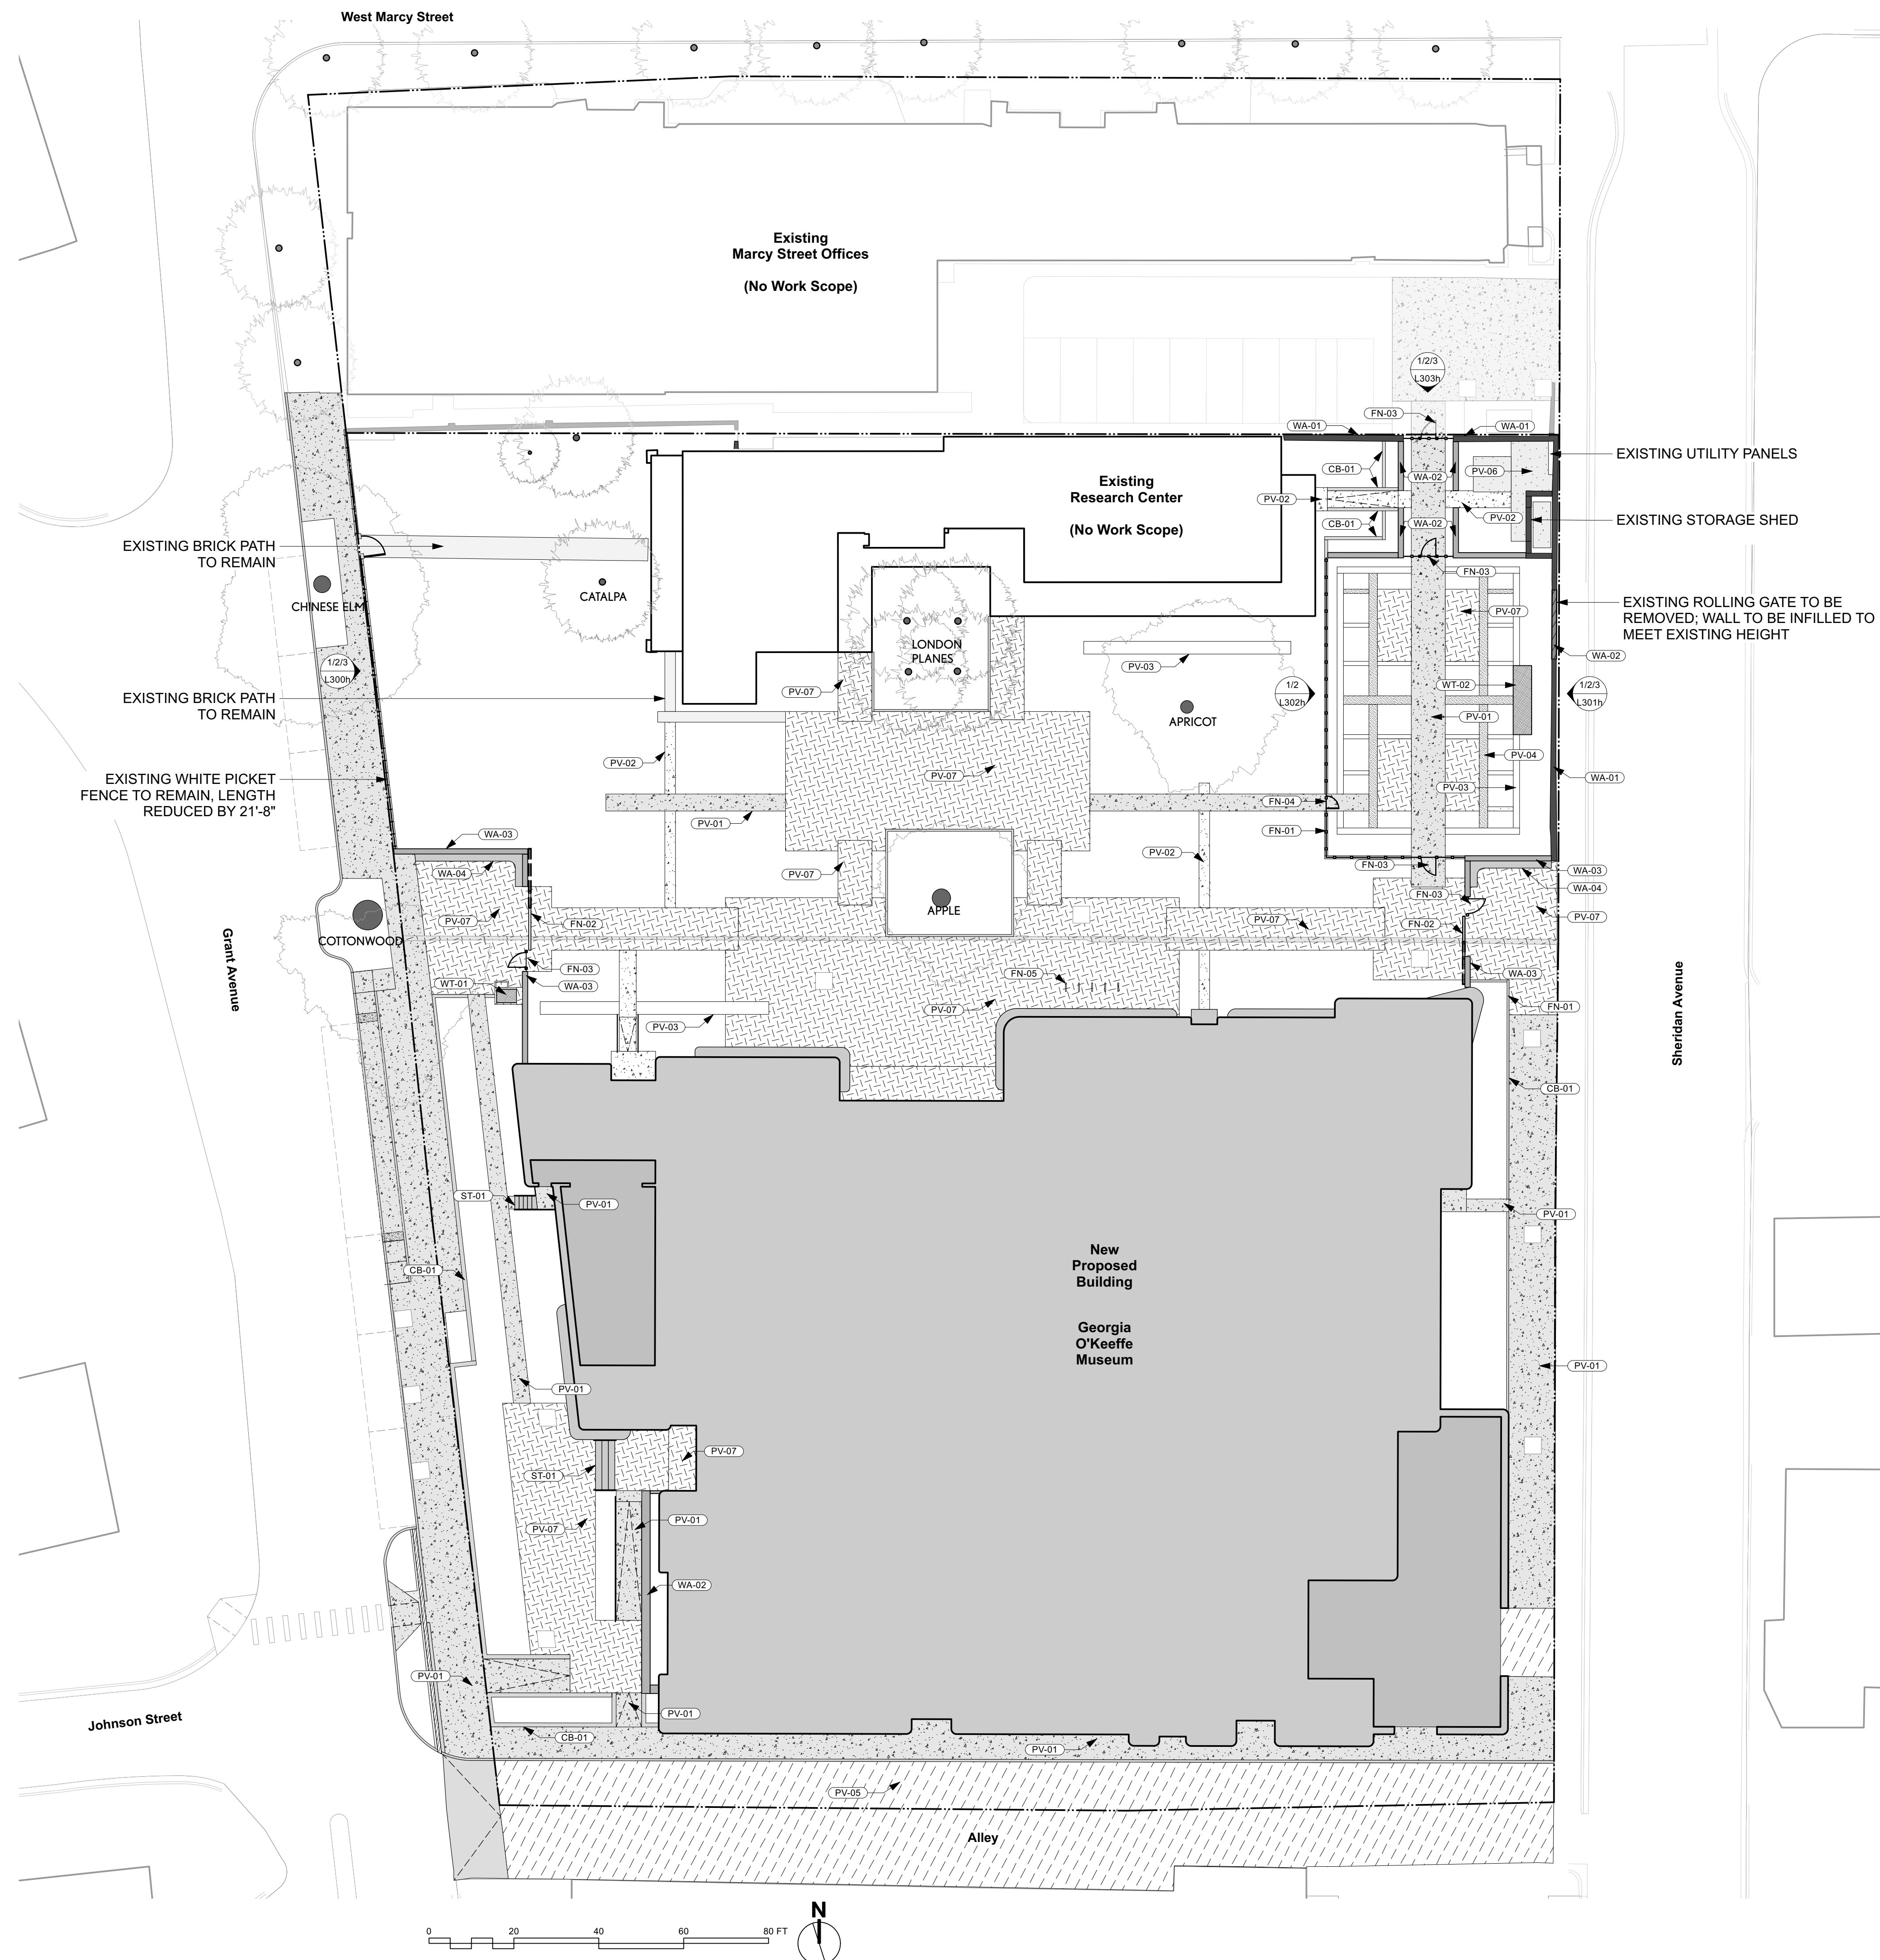 West Marcy Street
Existing
Marcy Street Offices
(No Work Scope)
1/2/3
L303h
FN-03
WA-01
WA-01
EXISTING UTILITY PANELS
CB-01
PV-06
WA-02
Existing
Research Center
(No Work Scope)
PV-02
PV-02
CB-01
WA-02
EXISTING STORAGE SHED
EXISTING BRICK PATH
TO REMAIN
FN-03
CATALPA
CHINESE ELM
EXISTING ROLLING GATE TO BE
REMOVED; WALL TO BE INFILLED TO
MEET EXISTING HEIGHT
PV-07
LONDON
PLANES
WA-02
1/2/3
L300h
PV-03
WT-02
PV-07
1/2
L302h
1/2/3
L301h
EXISTING BRICK PATH
TO REMAIN
APRICOT
PV-01
PV-02
PV-04
PV-07
WA-01
EXISTING WHITE PICKET
FENCE TO REMAIN, LENGTH
REDUCED BY 21'-8"
PV-03
FN-04
PV-01
FN-01
WA-03
PV-02
FN-03
WA-03
WA-04
PV-07
WA-04
FN-03
APPLE
PV-07
PV-07
PV-07
FN-02
FN-02
COTTONWOOD
Grant Avenue
FN-03
FN-05
WA-03
WT-01
WA-03
Sheridan Avenue
FN-01
PV-07
PV-03
CB-01
ST-01
PV-01
PV-01
New
Proposed
Building
CB-01
Georgia
O'Keeffe
Museum
PV-01
PV-01
PV-07
ST-01
PV-01
PV-07
WA-02
PV-01
PV-01
Johnson Street
CB-01
PV-01
PV-05
Alley
N
0 20 40 60 80 FT